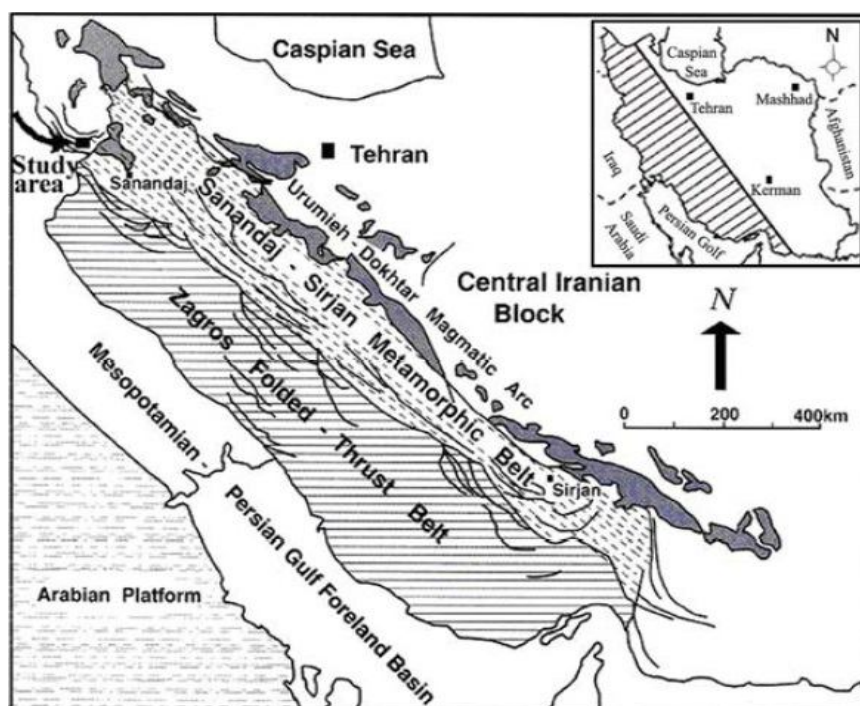 Caspian Sea
N
Caspian
Sea
Tehran
Mashhad
Afghanistan
Iraq
Kerman
Saudi
Arabia
Persian Golf
Study
area
Tehran
Sanandaj
Urumieh - Dokhtar Magmatic Arc
Sanandaj - Sirjan Metamorphic Belt
Central Iranian
Block
N
0 200 400km
Zagros Folded - Thrust Belt
Sirjan
Mesopotamian - Persian Gulf Foreland Basin
Arabian Platform